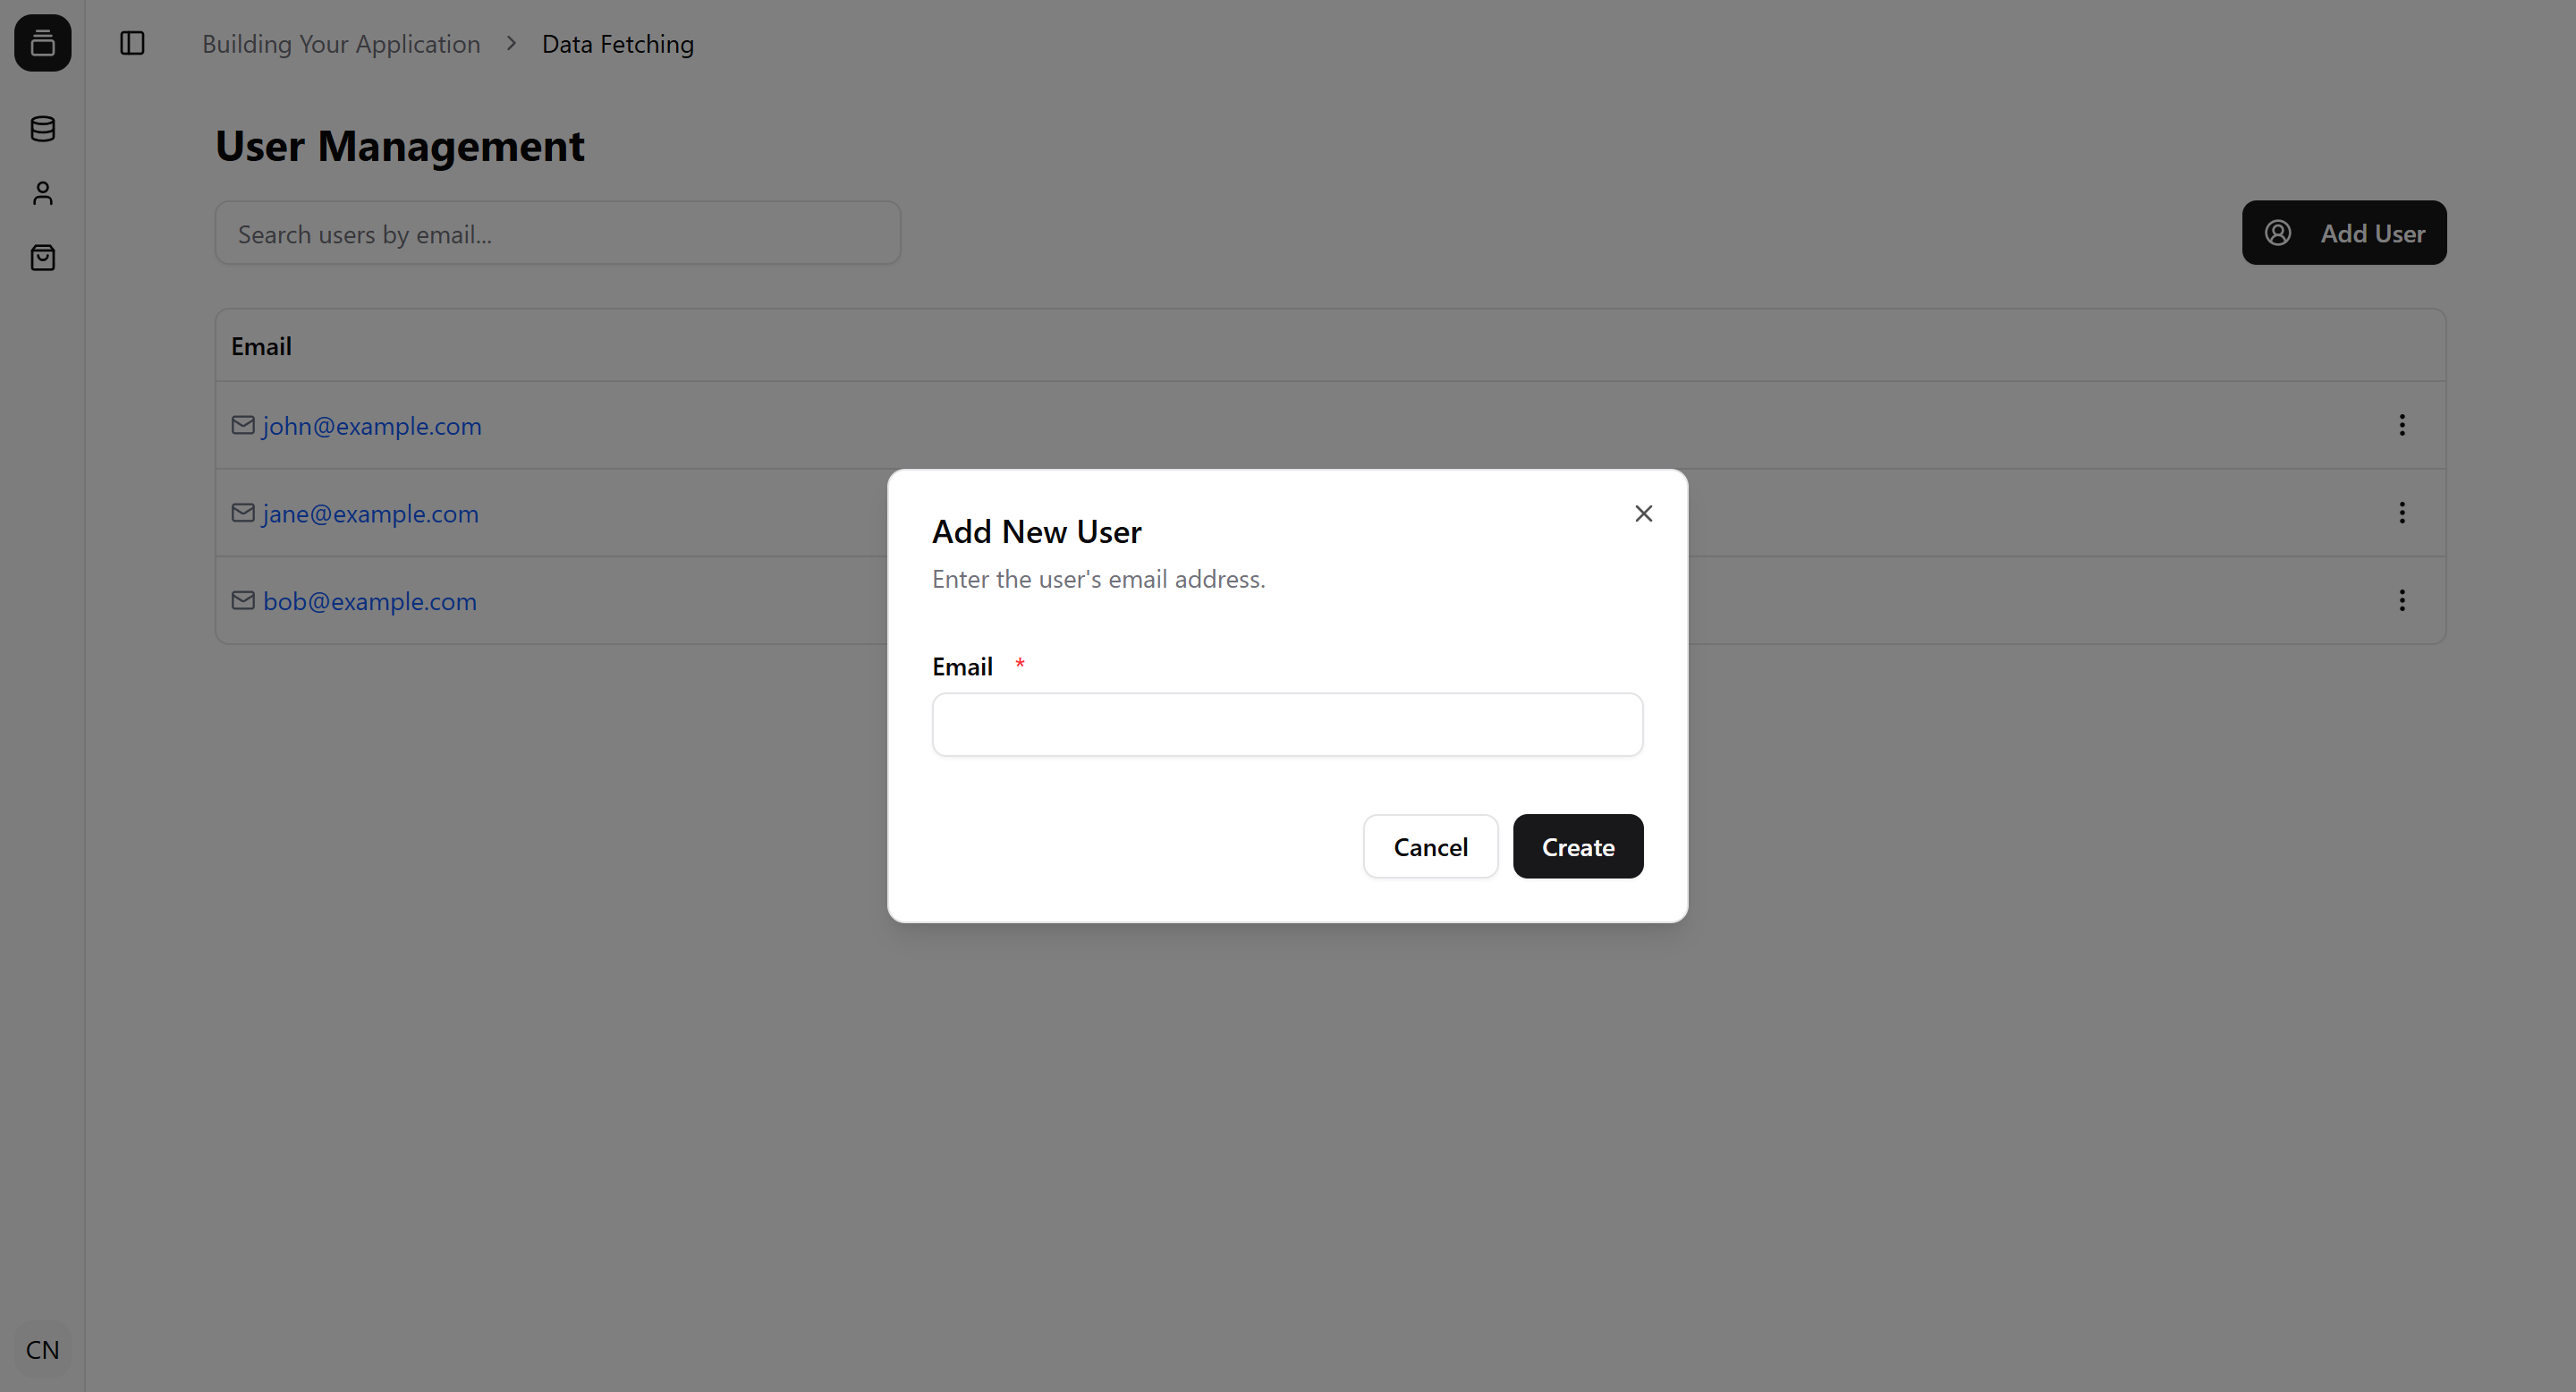 Building Your Application > Data Fetching
User Management
Search users by email...
Add User
Email
john@example.com
jane@example.com
bob@example.com
Add New User
Enter the user's email address.
Email *
Cancel
Create
CN